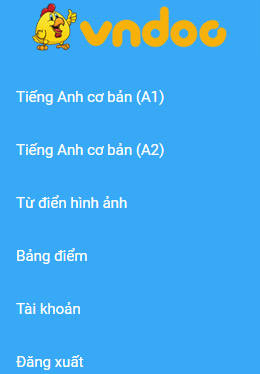 vndoc
Tiếng Anh cơ bản (A1)
Tiếng Anh cơ bản (A2)
Từ điển hình ảnh
Bảng điểm
Tài khoản
Đăng xuất